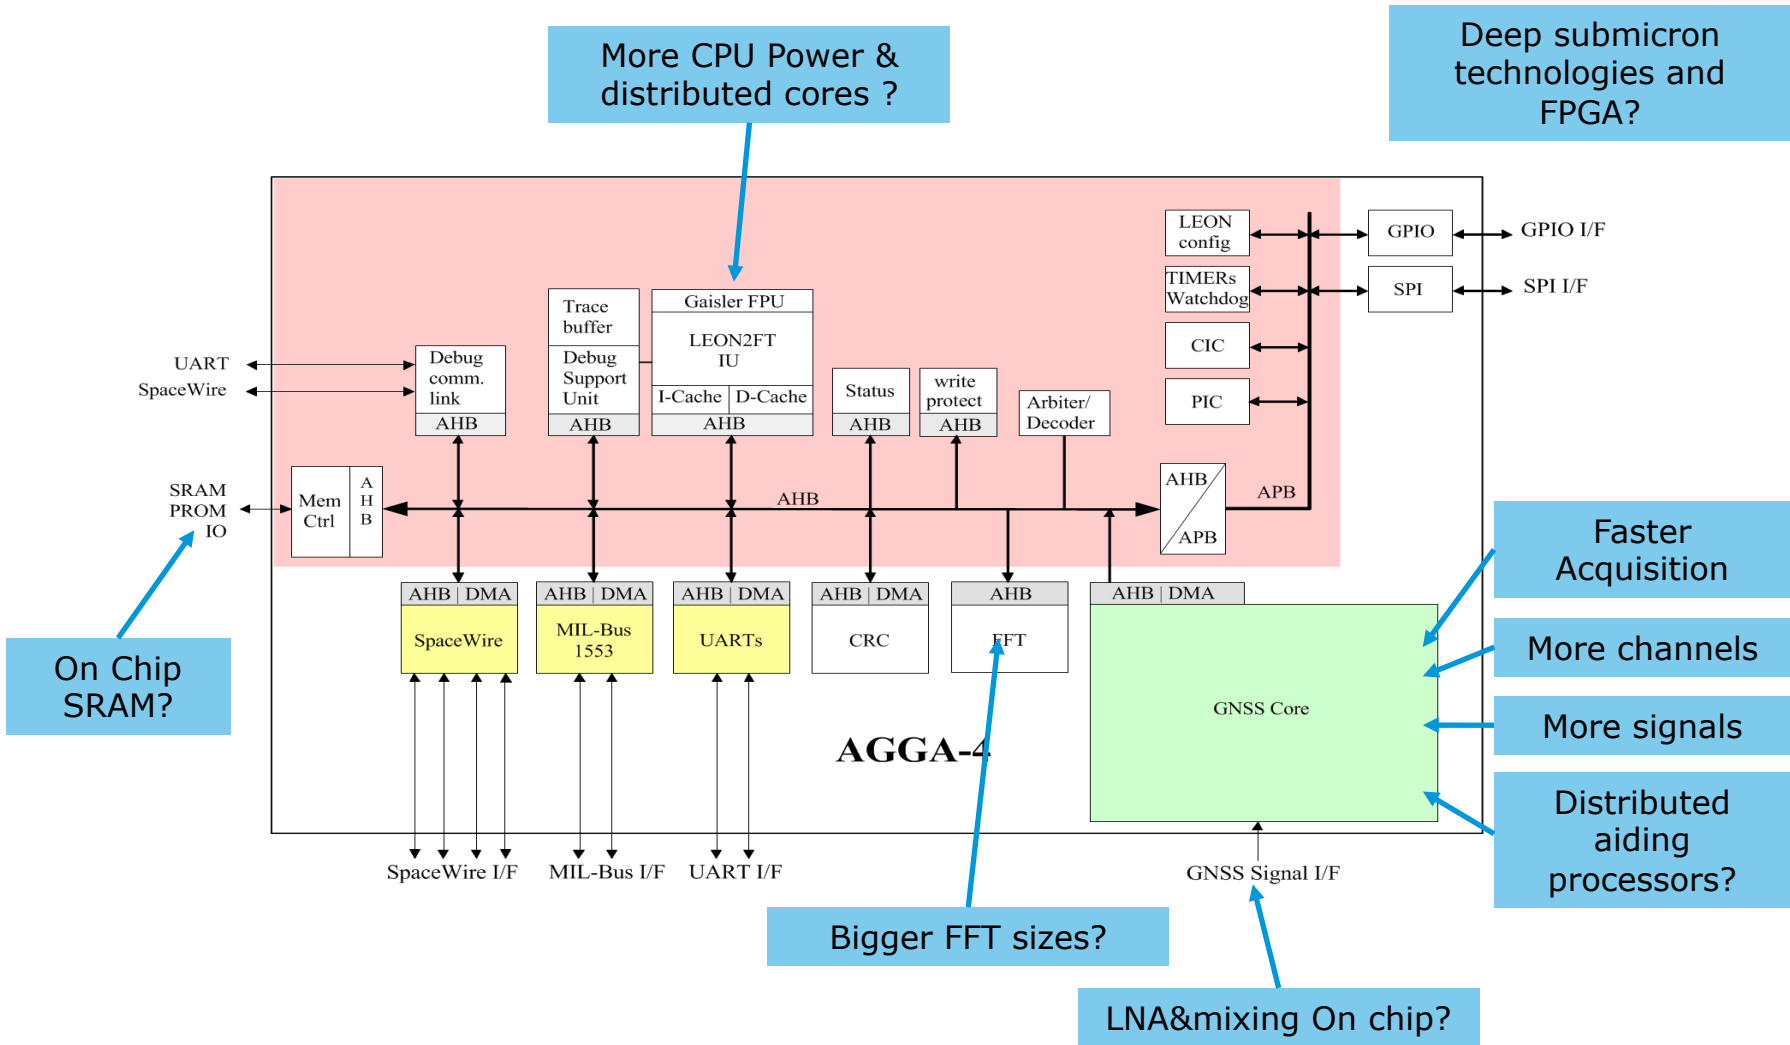 More CPU Power &
distributed cores ?
Deep submicron
technologies and
FPGA?
LEON
config
GPIO
GPIO I/F
TIMERs
Watchdog
SPI
SPI I/F
CIC
PIC
Trace
buffer
Debug
Support
Unit
AHB
Gaisler FPU
LEON2FT
IU
I-Cache
D-Cache
AHB
UART
SpaceWire
Debug
comm.
link
AHB
Status
AHB
write
protect
AHB
Arbiter/
Decoder
SRAM
PROM
IO
Mem
Ctrl
A
H
B
AHB
AHB
APB
APB
On Chip
SRAM?
AHB | DMA
SpaceWire
AHB | DMA
MIL-Bus
1553
AHB | DMA
UARTs
AHB | DMA
CRC
AHB
FFT
AHB | DMA
GNSS Core
Faster
Acquisition
More channels
More signals
Distributed
aiding
processors?
AGGA-4
SpaceWire I/F
MIL-Bus I/F
UART I/F
GNSS Signal I/F
Bigger FFT sizes?
LNA&mixing On chip?